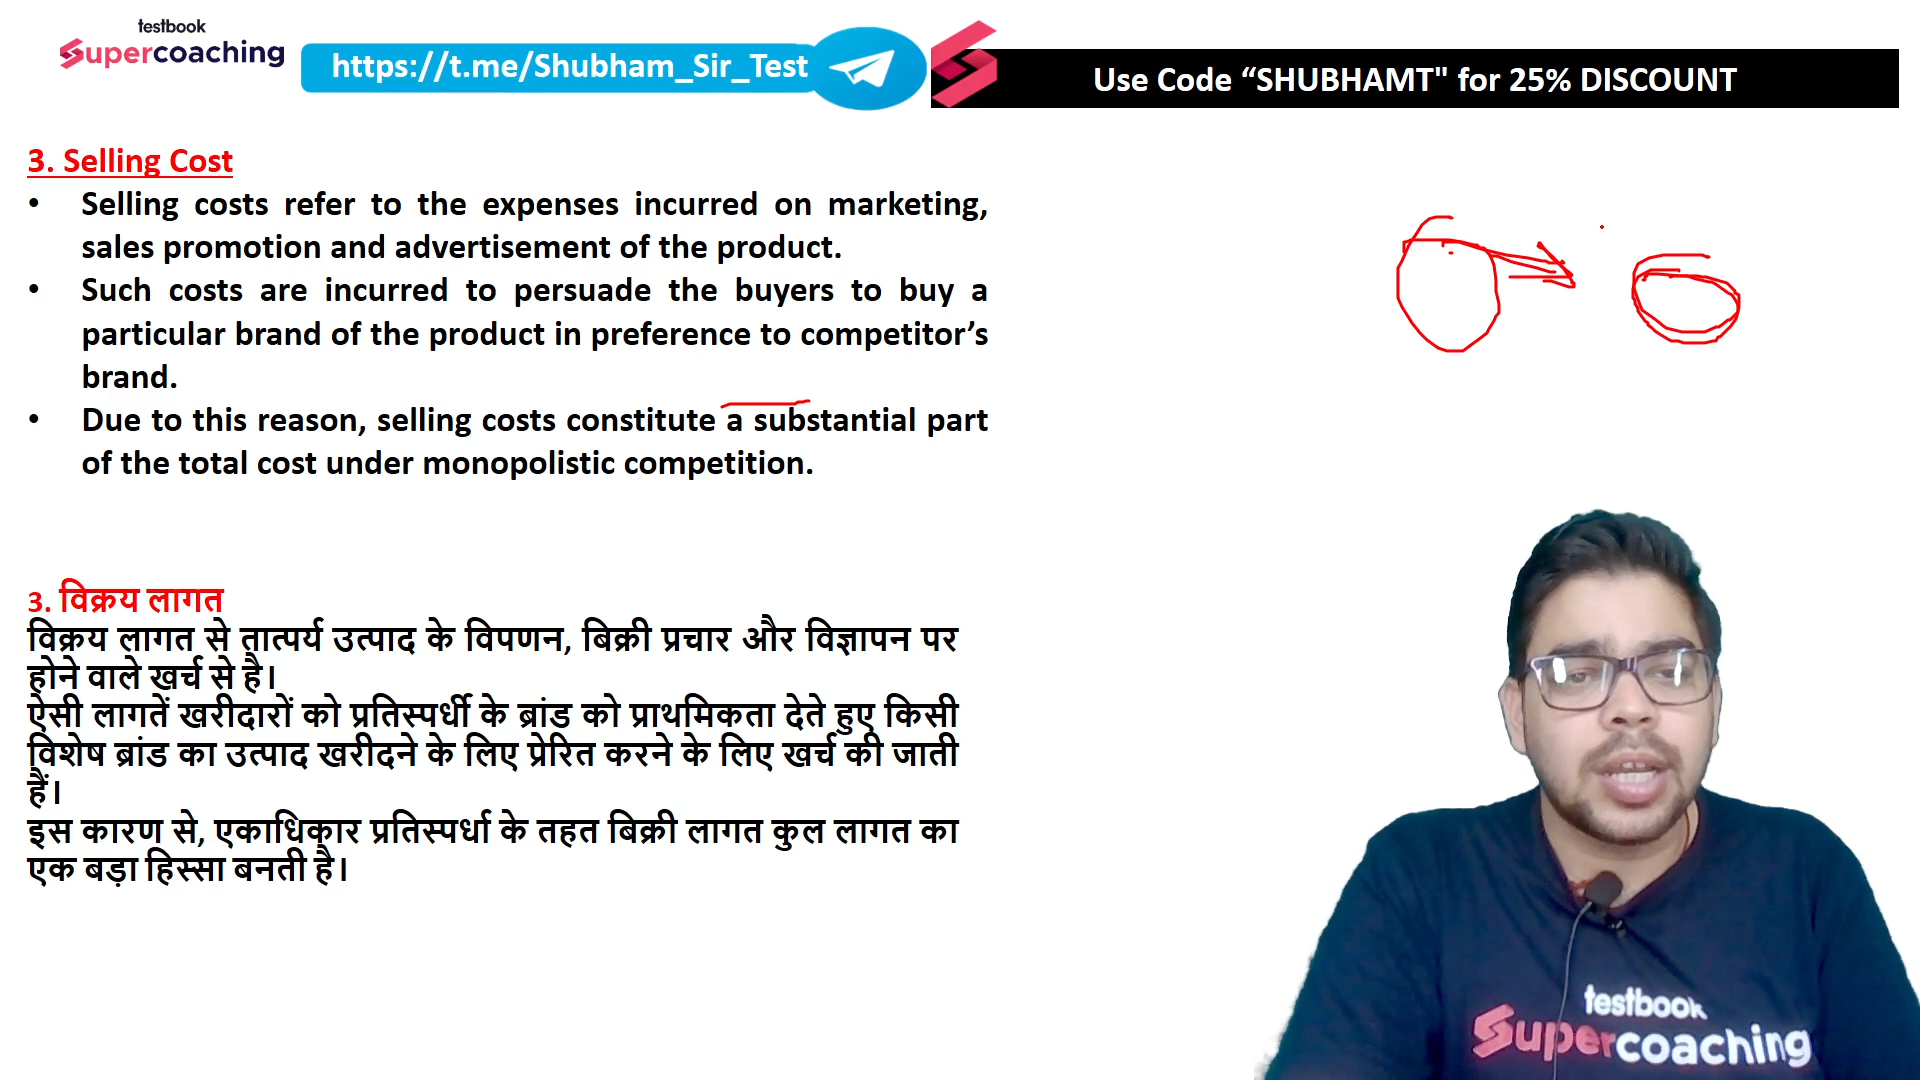 testbook
Supercoaching
https://t.me/Shubham_Sir_Test
Use Code “SHUBHAMT" for 25% DISCOUNT
3. Selling Cost
• Selling costs refer to the expenses incurred on marketing,
sales promotion and advertisement of the product.
• Such costs are incurred to persuade the buyers to buy a
particular brand of the product in preference to competitor’s
brand.
• Due to this reason, selling costs constitute a substantial part
of the total cost under monopolistic competition.
3. विक्रय लागत
विक्रय लागत से तात्पर्य उत्पाद के विपणन, बिक्री प्रचार और विज्ञापन पर
होने वाले खर्च से है।
ऐसी लागतें खरीदारों को प्रतिस्पर्धी के ब्रांड को प्राथमिकता देते हुए किसी
विशेष ब्रांड का उत्पाद खरीदने के लिए प्रेरित करने के लिए खर्च की जाती
हैं।
इस कारण से, एकाधिकार प्रतिस्पर्धा के तहत बिक्री लागत कुल लागत का
एक बड़ा हिस्सा बनती है।
testbook
Supercoaching